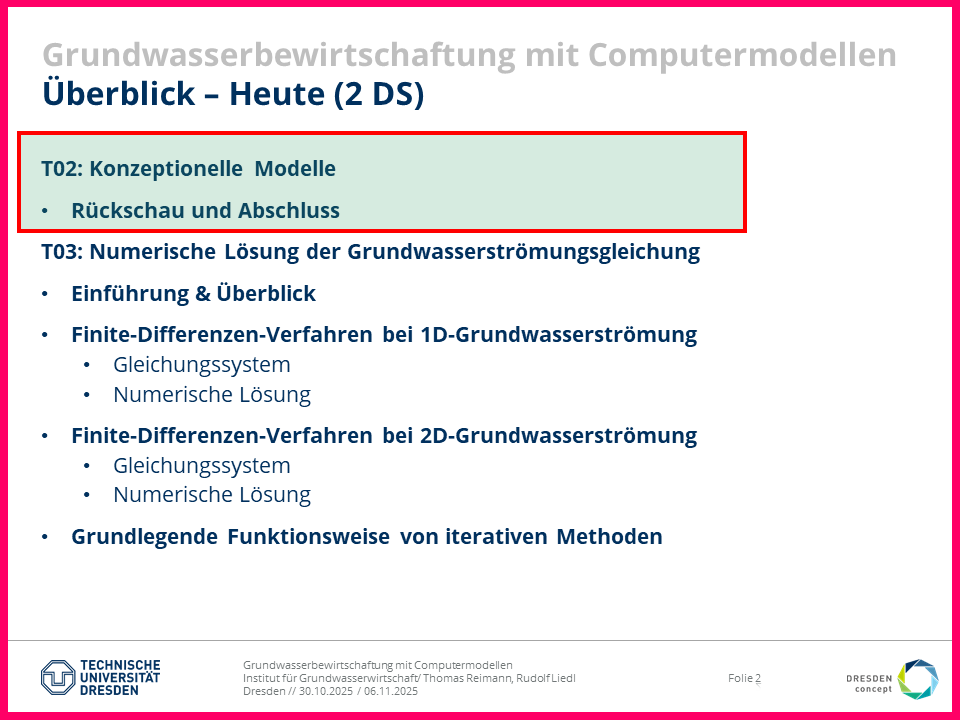 Grundwasserbewirtschaftung mit Computermodellen
Überblick – Heute (2 DS)
T02: Konzeptionelle Modelle
• Rückschau und Abschluss
T03: Numerische Lösung der Grundwasserströmungsgleichung
• Einführung & Überblick
• Finite-Differenzen-Verfahren bei 1D-Grundwasserströmung
• Gleichungssystem
• Numerische Lösung
• Finite-Differenzen-Verfahren bei 2D-Grundwasserströmung
• Gleichungssystem
• Numerische Lösung
• Grundlegende Funktionsweise von iterativen Methoden
TECHNISCHE
UNIVERSITÄT
DRESDEN
Grundwasserbewirtschaftung mit Computermodellen
Institut für Grundwasserwirtschaft/ Thomas Reimann, Rudolf Liedl
Dresden // 30.10.2025 / 06.11.2025
Folie 2
DRESDEN
concept